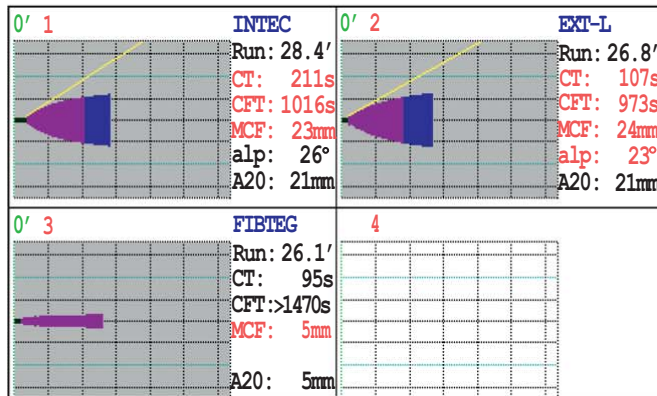 0' 1 INTEC
Run: 28.4'
CT: 211s
CFT: 1016s
MCF: 23mm
alp: 26°
A20: 21mm
0' 2 EXT-L
Run: 26.8'
CT: 107s
CFT: 973s
MCF: 24mm
alp: 23°
A20: 21mm
0' 3 FIBTEG
Run: 26.1'
CT: 95s
CFT:>1470s
MCF: 5mm
A20: 5mm
4